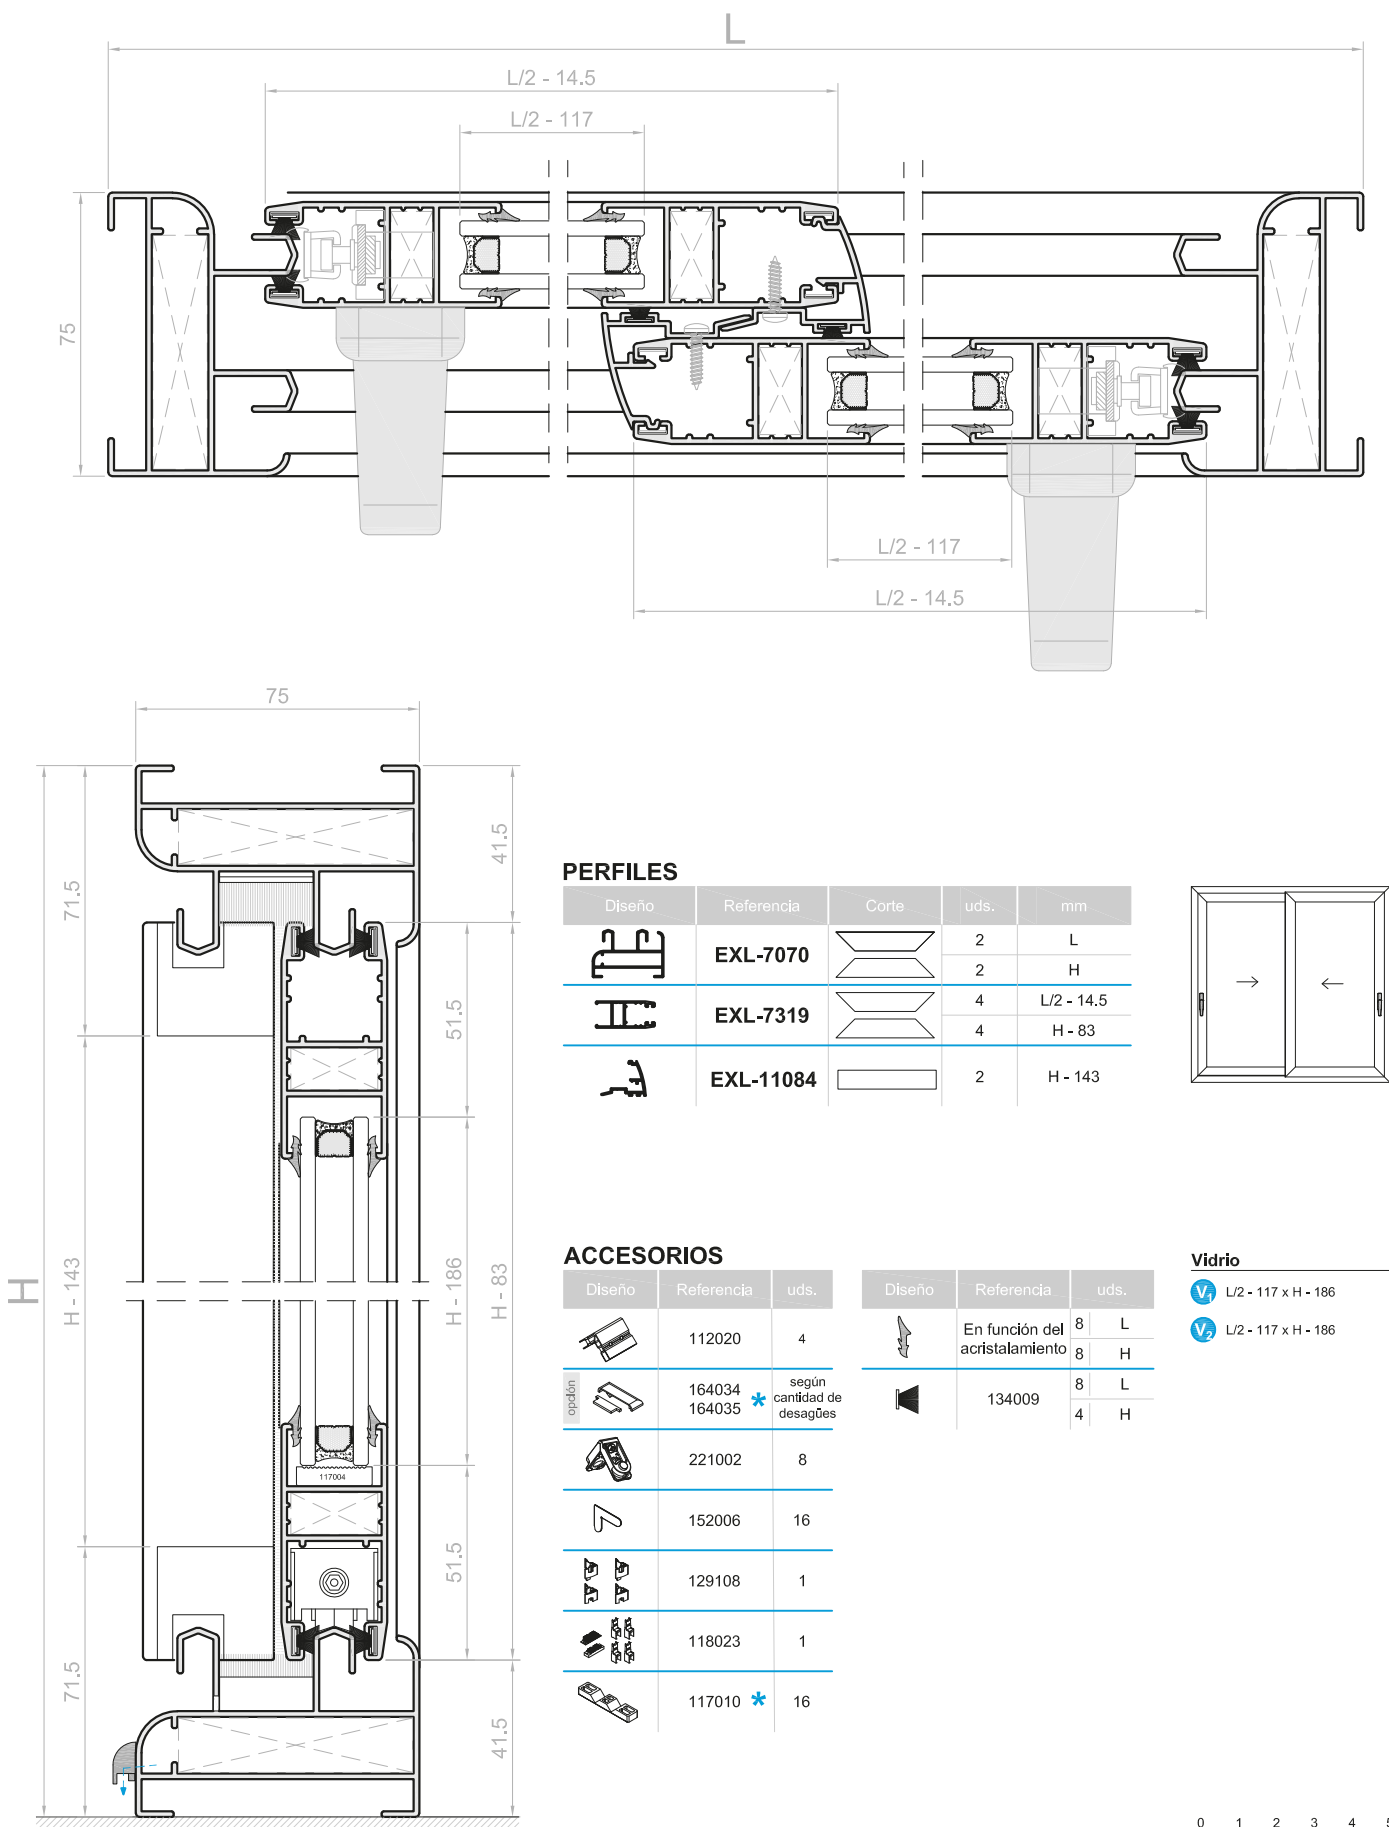 L
L/2 - 14.5
L/2 - 117
75
L/2 - 117
L/2 - 14.5
75
H
71.5
H - 143
71.5
41.5
51.5
H - 186
H - 83
51.5
41.5
117004
PERFILES
Diseño Referencia Corte uds. mm
EXL-7070 2 L
2 H
EXL-7319 4 L/2 - 14.5
4 H - 83
EXL-11084 2 H - 143
ACCESORIOS
Diseño Referencia uds.
112020 4
opción 164034 164035 * según cantidad de desagües
221002 8
152006 16
129108 1
118023 1
117010 * 16
Diseño Referencia uds.
En función del acristalamiento 8 L
8 H
134009 8 L
4 H
Vidrio
V1 L/2 - 117 x H - 186
V2 L/2 - 117 x H - 186
0 1 2 3 4 5